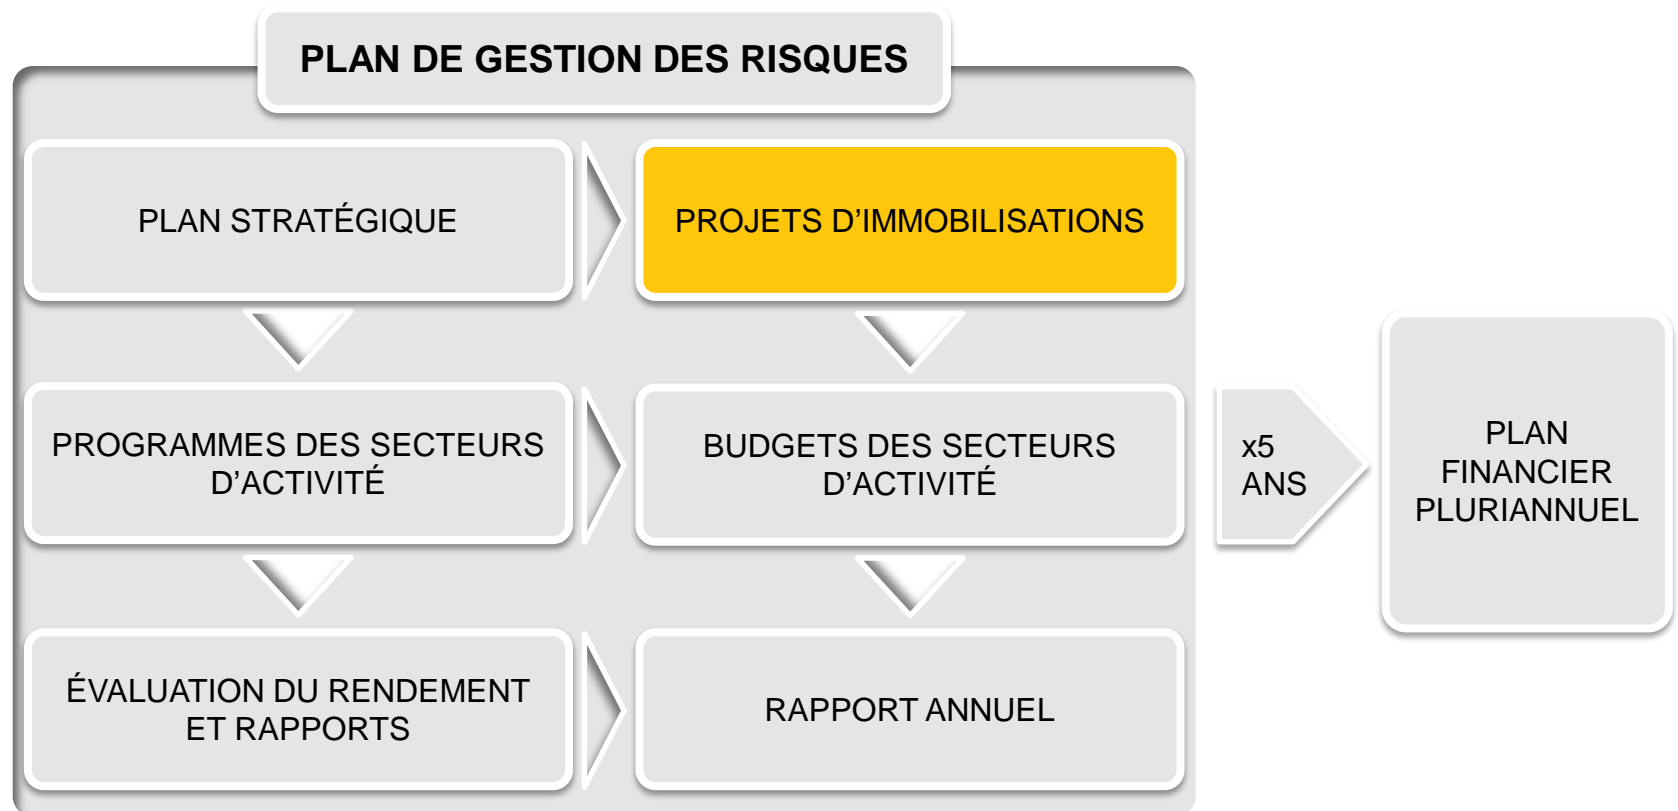 PLAN DE GESTION DES RISQUES
PLAN STRATÉGIQUE
PROJETS D’IMMOBILISATIONS
PROGRAMMES DES SECTEURS
D’ACTIVITÉ
BUDGETS DES SECTEURS
D’ACTIVITÉ
x5
ANS
PLAN
FINANCIER
PLURIANNUEL
ÉVALUATION DU RENDEMENT
ET RAPPORTS
RAPPORT ANNUEL